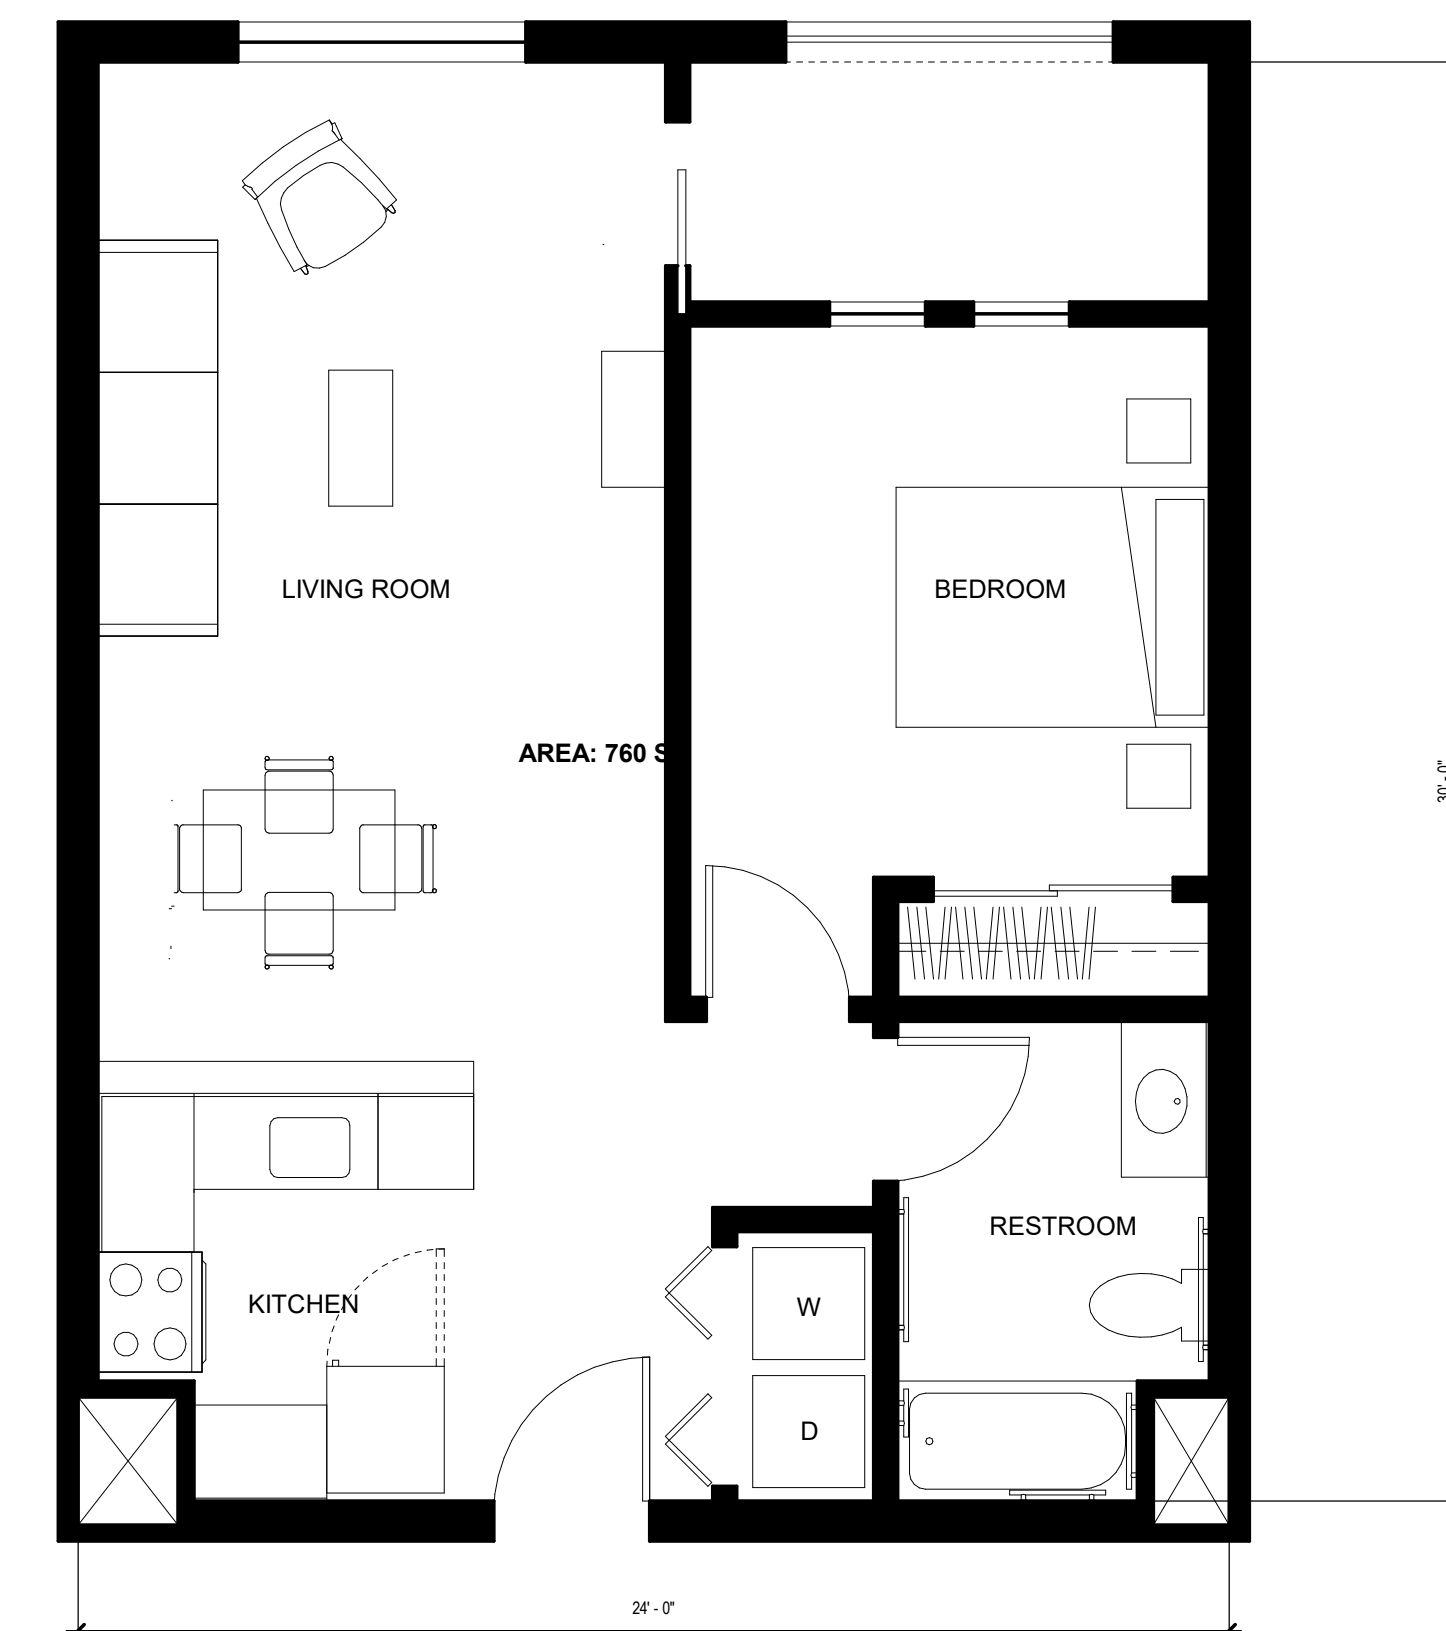 LIVING ROOM
BEDROOM
AREA: 760 S
30' - 0"
RESTROOM
KITCHEN
W
D
24' - 0"